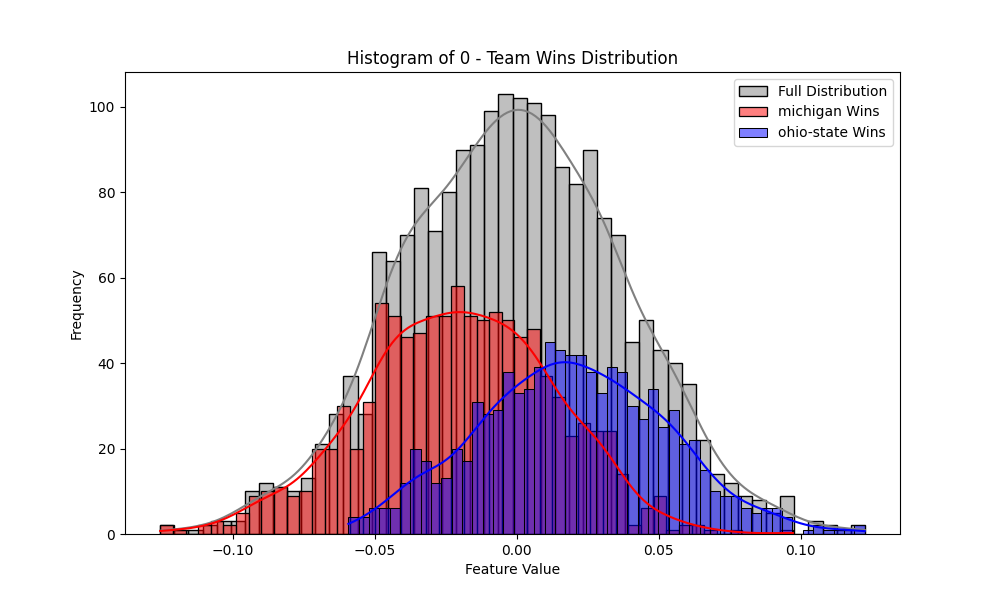 Histogram of 0 - Team Wins Distribution
Full Distribution
michigan Wins
ohio-state Wins
Frequency
100
80
60
40
20
0
−0.10
−0.05
0.00
0.05
0.10
Feature Value